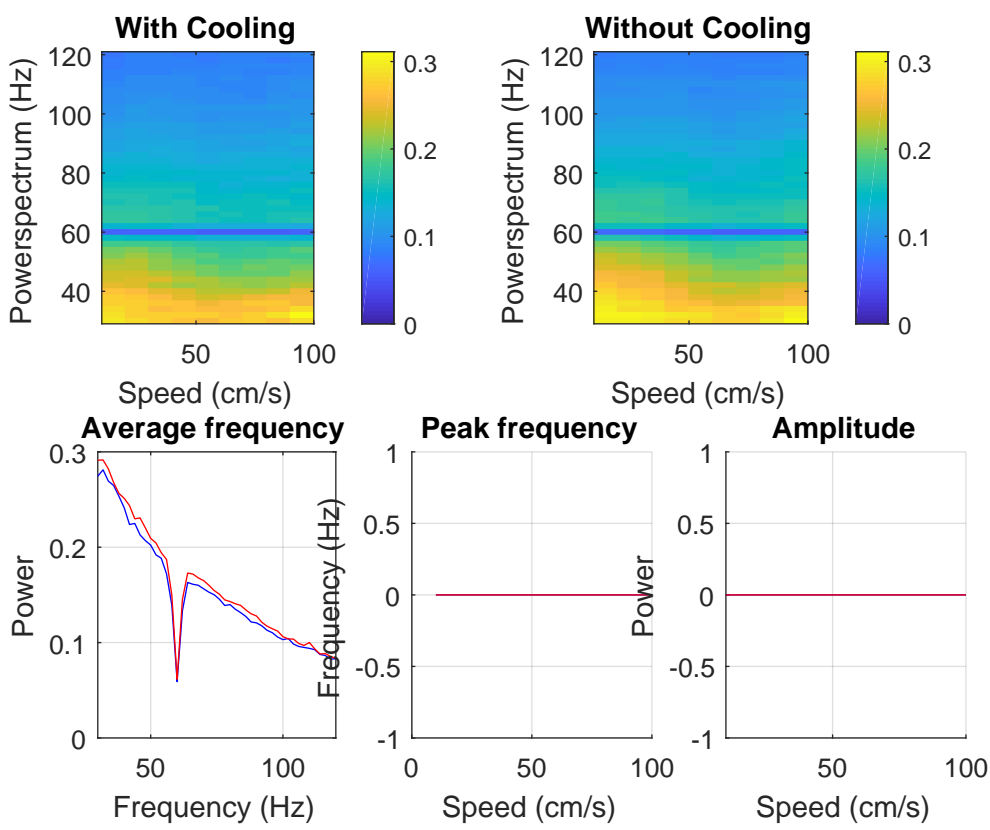 With Cooling
Powerspectrum (Hz)
120
100
80
60
40
50
100
Speed (cm/s)
0.3
0.2
0.1
0
Without Cooling
Powerspectrum (Hz)
120
100
80
60
40
50
100
Speed (cm/s)
0.3
0.2
0.1
0
Average frequency
Power
0.3
0.2
0.1
0
50
100
Frequency (Hz)
Peak frequency
Frequency (Hz)
1
0.5
0
-0.5
-1
0
50
100
Speed (cm/s)
Amplitude
Power
1
0.5
0
-0.5
-1
50
100
Speed (cm/s)